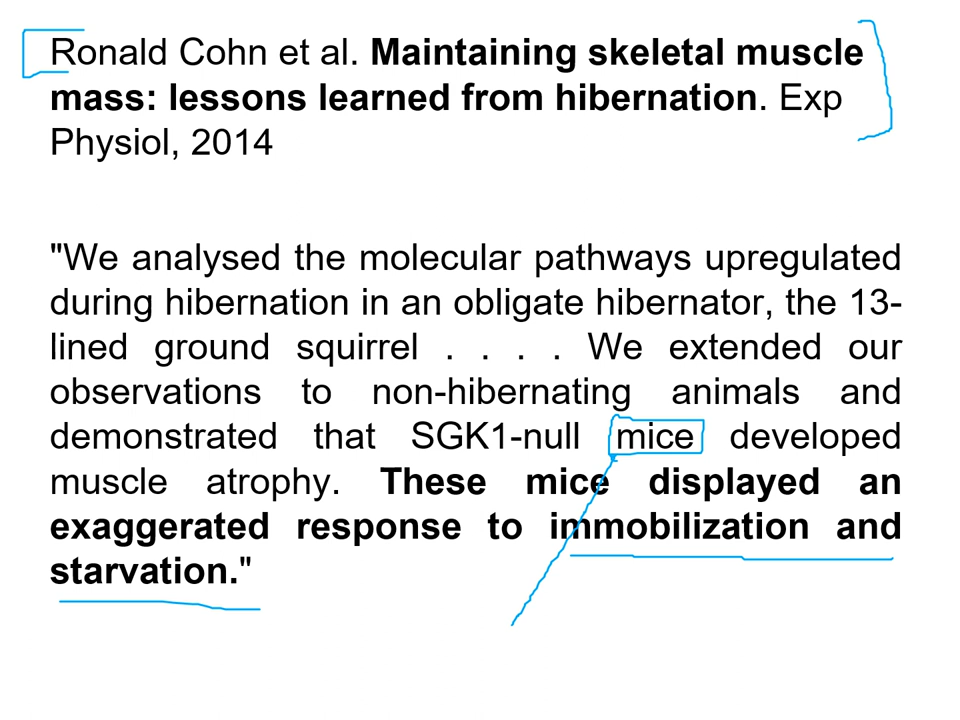 Ronald Cohn et al. Maintaining skeletal muscle
mass: lessons learned from hibernation. Exp
Physiol, 2014
"We analysed the molecular pathways upregulated
during hibernation in an obligate hibernator, the 13-
lined ground squirrel . . . . We extended our
observations to non-hibernating animals and
demonstrated that SGK1-null mice developed
muscle atrophy. These mice displayed an
exaggerated response to immobilization and
starvation."